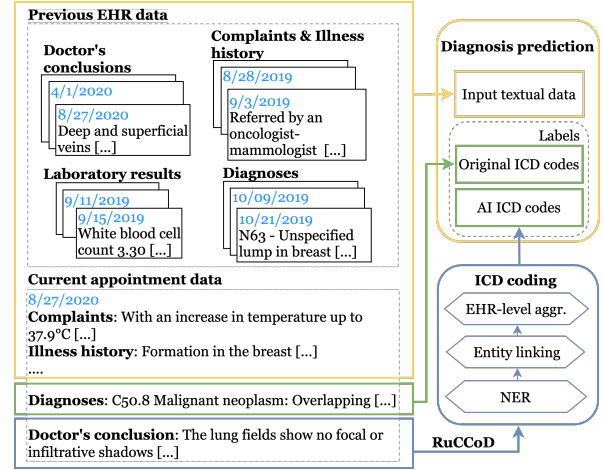 Previous EHR data
Doctor's
conclusions
4/1/2020
8/27/2020
Deep and superficial
veins [...]
Complaints & Illness
history
8/28/2019
9/3/2019
Referred by an
oncologist-
mammologist [...]
Laboratory results
9/11/2019
9/15/2019
White blood cell
count 3.30 [...]
Diagnoses
10/09/2019
10/21/2019
N63 - Unspecified
lump in breast [...]
Current appointment data
8/27/2020
Complaints: With an increase in temperature up to
37.9°C [...]
Illness history: Formation in the breast [...]
....
Diagnoses: C50.8 Malignant neoplasm: Overlapping [...]
Doctor's conclusion: The lung fields show no focal or
infiltrative shadows [...]
Diagnosis prediction
Input textual data
Labels
Original ICD codes
AI ICD codes
ICD coding
EHR-level aggr.
Entity linking
NER
RuCCoD